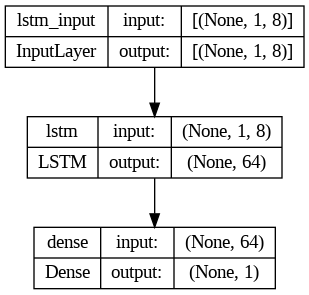 lstm_input input: [(None, 1, 8)]
InputLayer output: [(None, 1, 8)]
lstm input: (None, 1, 8)
LSTM output: (None, 64)
dense input: (None, 64)
Dense output: (None, 1)